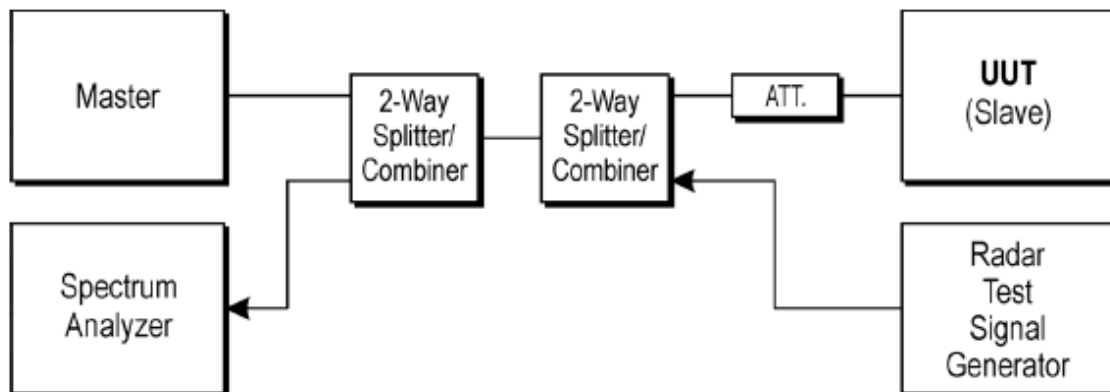 Master
2-Way
Splitter/
Combiner
2-Way
Splitter/
Combiner
ATT.
UUT
(Slave)
Spectrum
Analyzer
Radar
Test
Signal
Generator